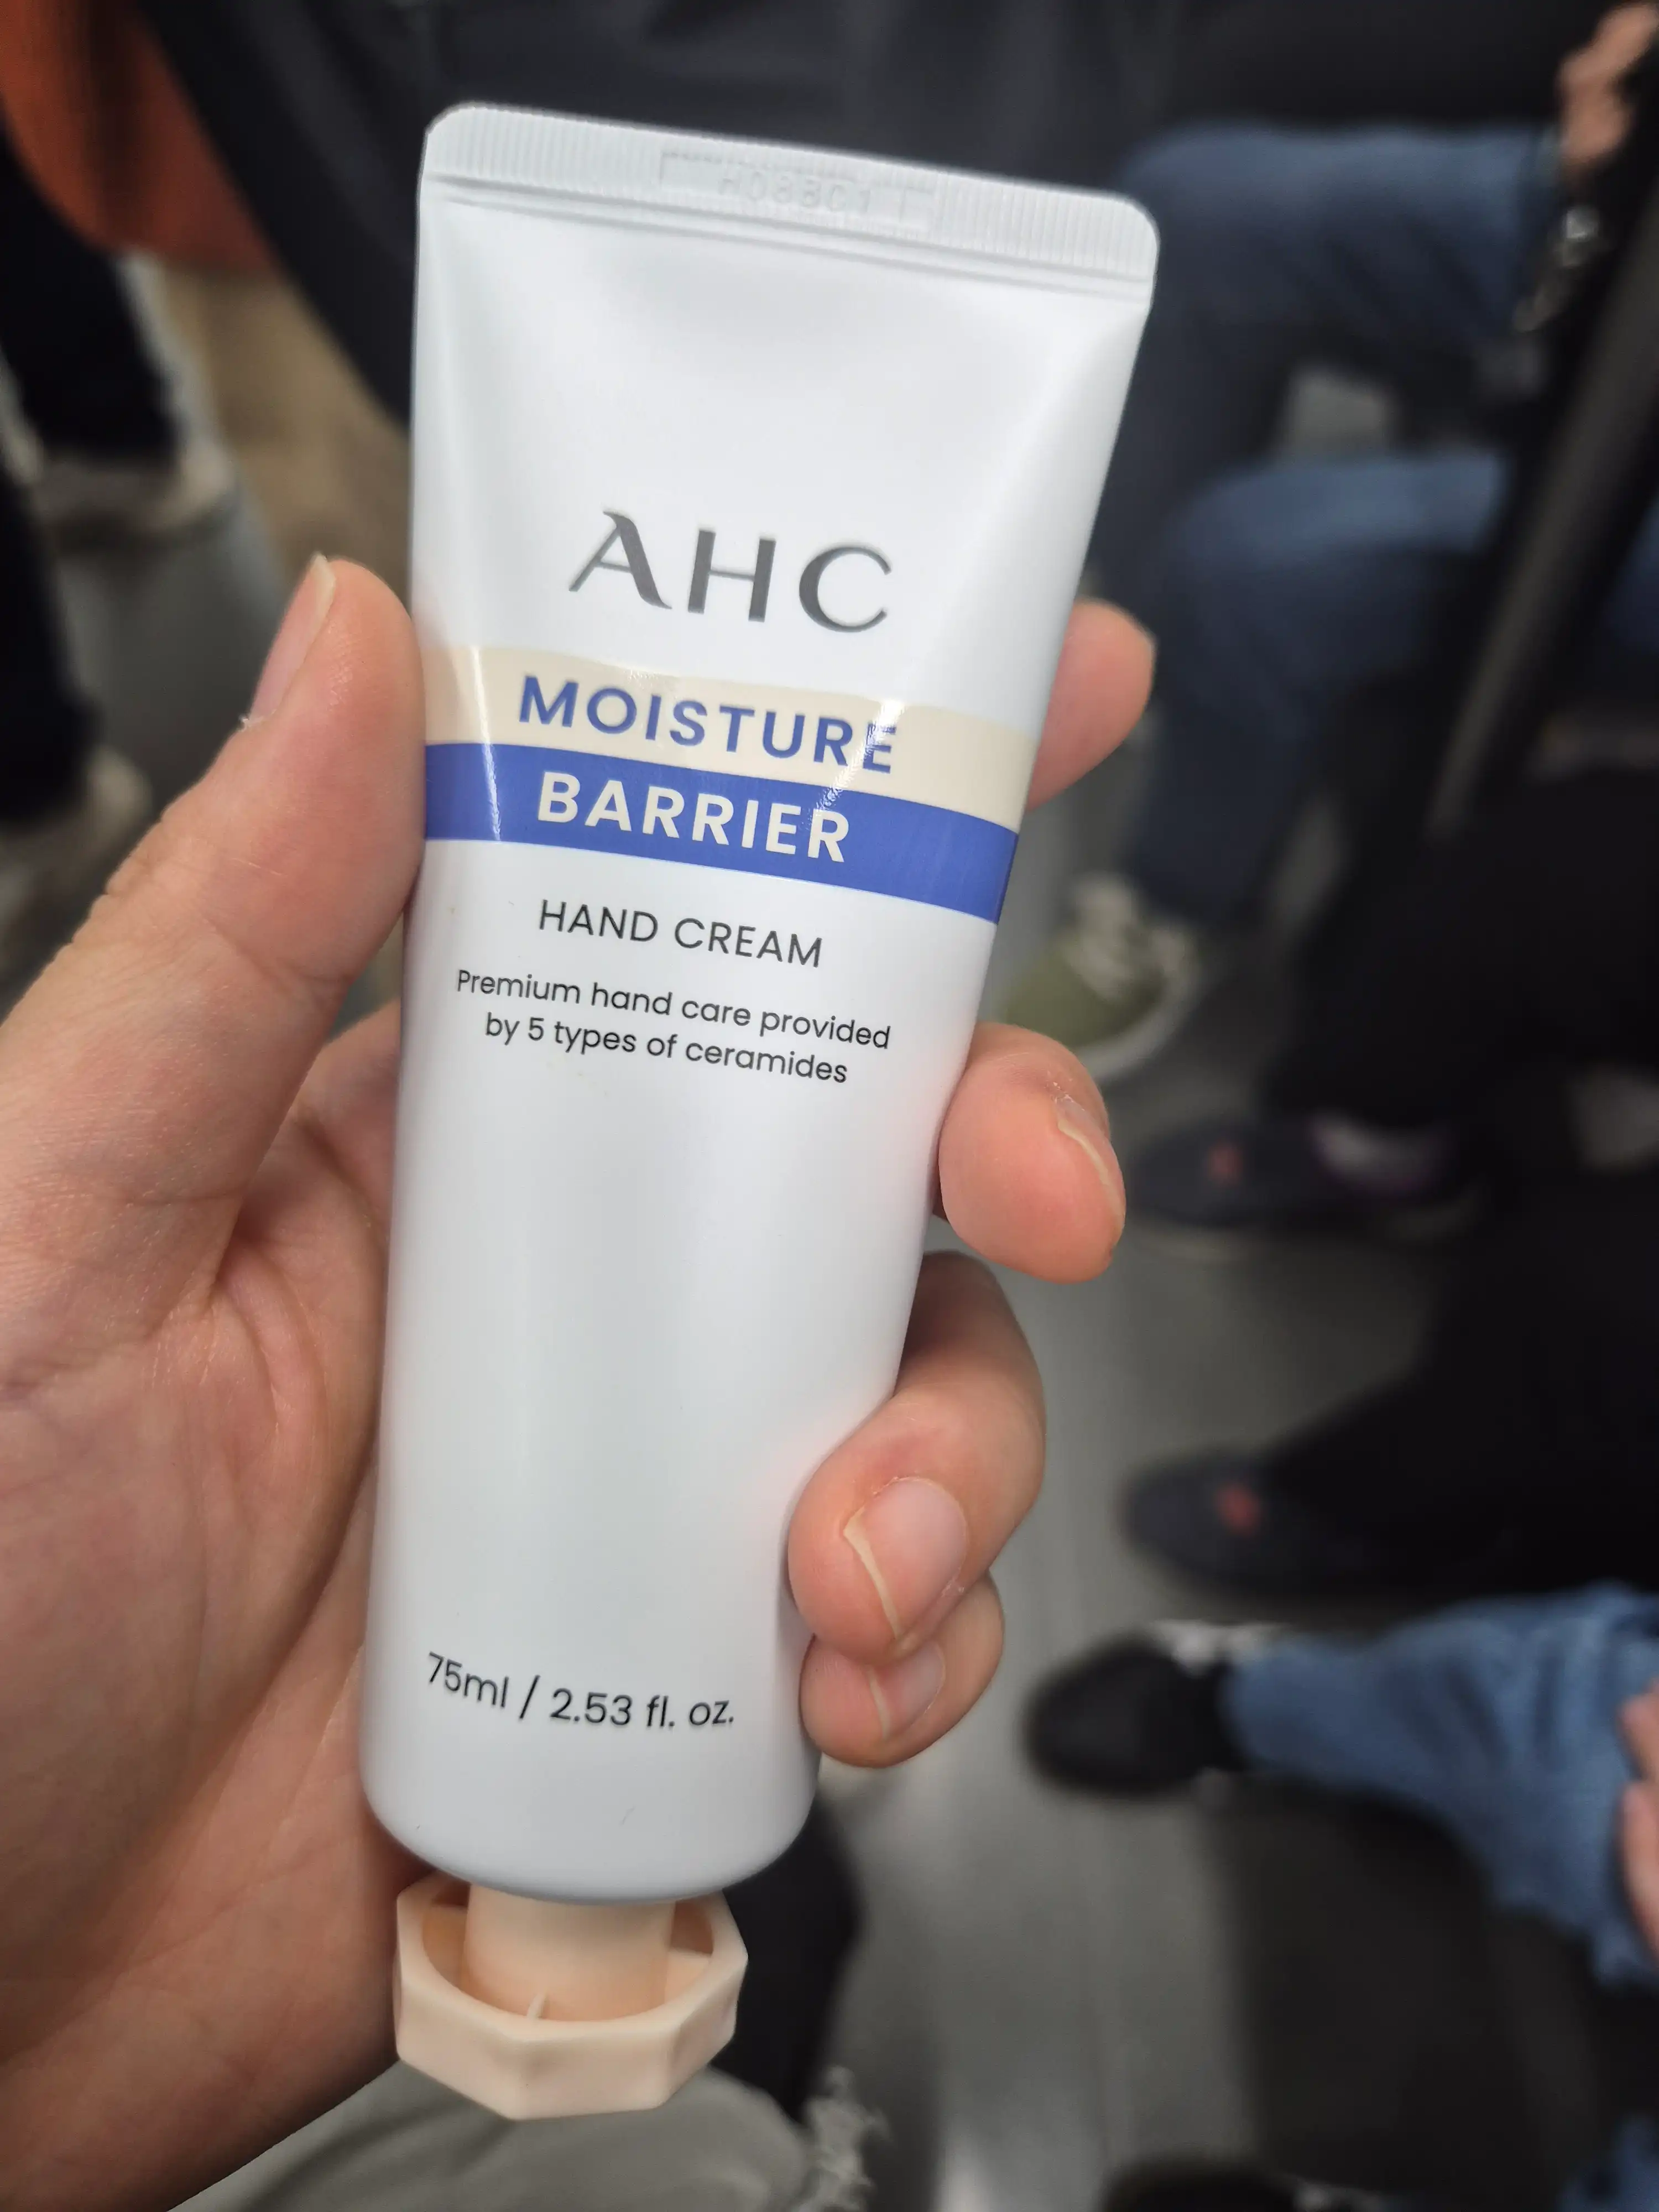 AHC
MOISTURE
BARRIER
HAND CREAM
Premium hand care provided
by 5 types of ceramides
75ml / 2.53 fl. oz.